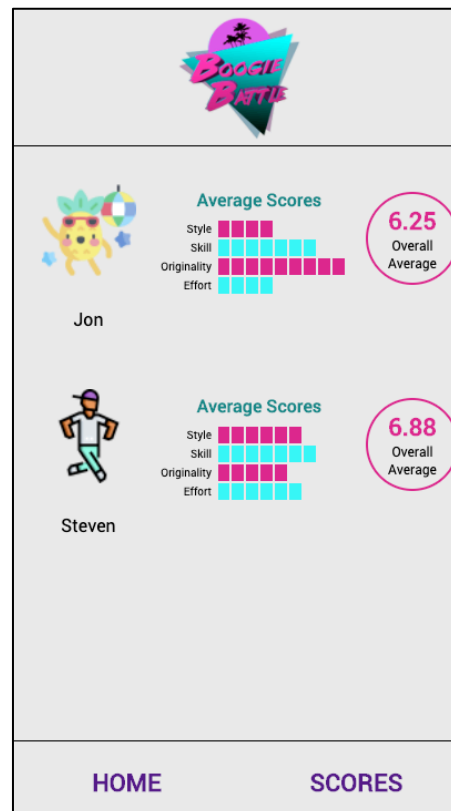 BOOGIE
BATTLE
Average Scores
Style
Skill
Originality
Effort
6.25
Overall
Average
Jon
Average Scores
Style
Skill
Originality
Effort
6.88
Overall
Average
Steven
HOME
SCORES